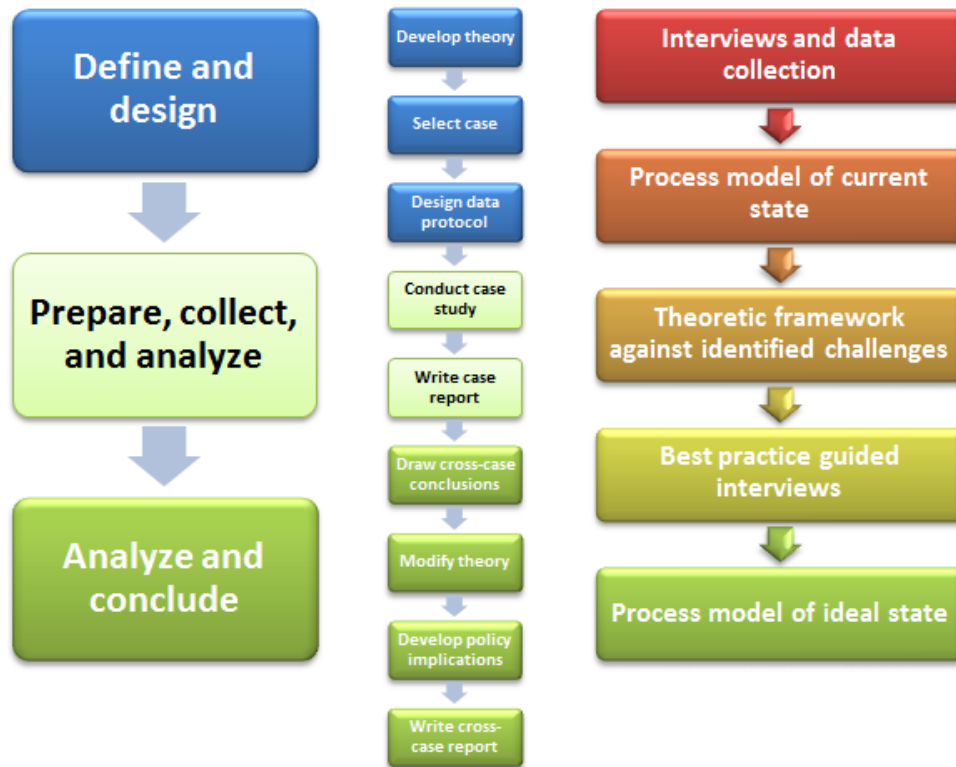 Define and
design
Prepare, collect,
and analyze
Analyze and
conclude
Develop theory
Select case
Design data
protocol
Conduct case
study
Write case
report
Draw cross-case
conclusions
Modify theory
Develop policy
implications
Write cross-
case report
Interviews and data
collection
Process model of current
state
Theoretic framework
against identified challenges
Best practice guided
interviews
Process model of ideal state